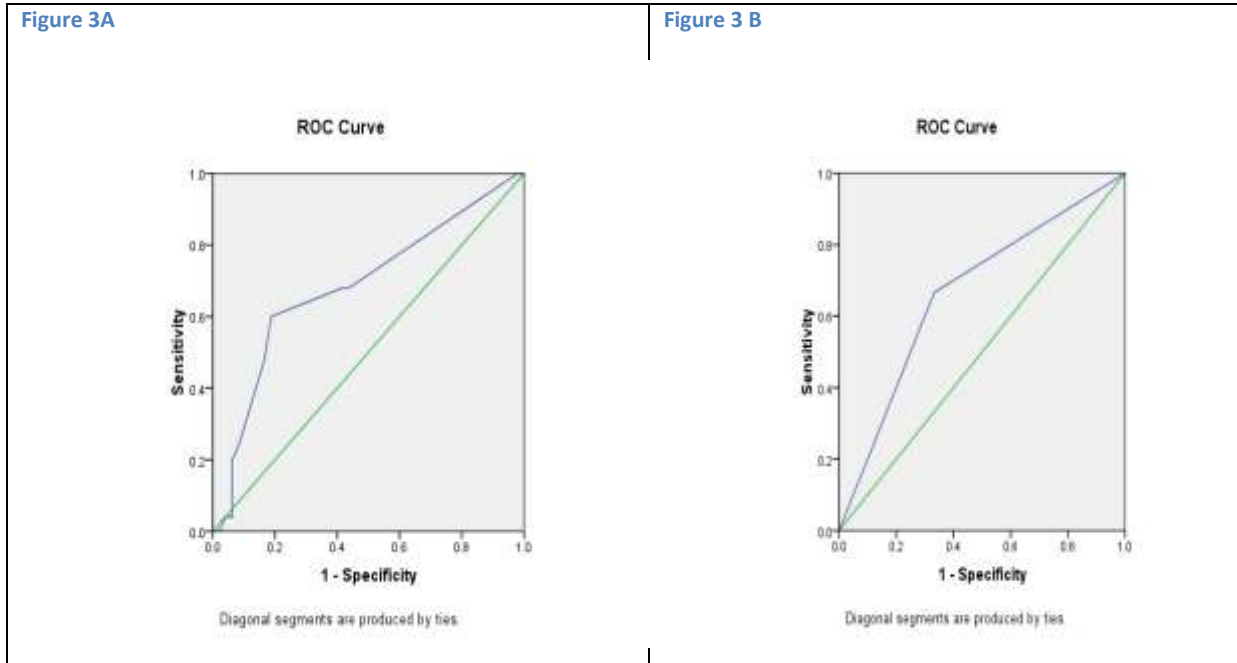 Figure 3A
ROC Curve
1.0
0.8
0.6
0.4
0.2
0.0
Sensitivity
0.0 0.2 0.4 0.6 0.8 1.0
1 - Specificity
Diagonal segments are produced by ties.
Figure 3 B
ROC Curve
1.0
0.8
0.6
0.4
0.2
0.0
Sensitivity
0.0 0.2 0.4 0.6 0.8 1.0
1 - Specificity
Diagonal segments are produced by ties.